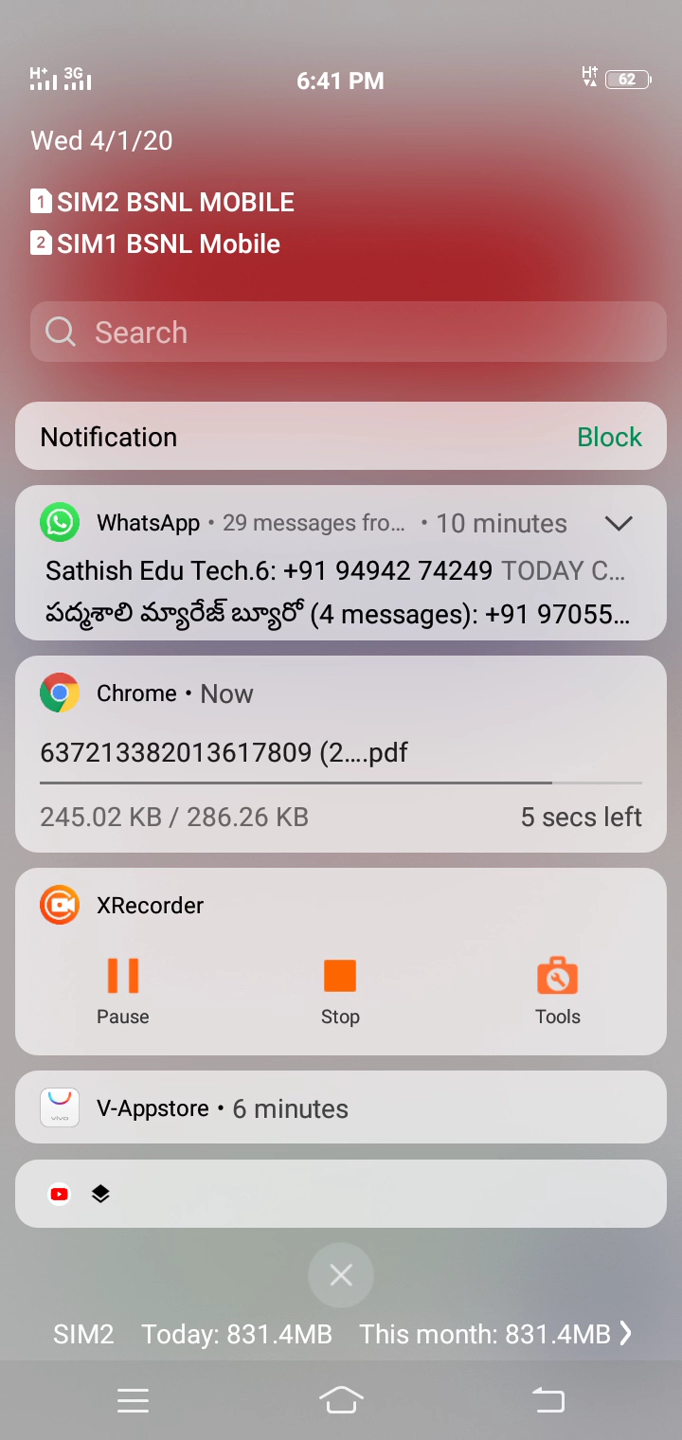 H+ 3G 6:41 PM H+ 62
Wed 4/1/20
1 SIM2 BSNL MOBILE
2 SIM1 BSNL Mobile
Search
Notification Block
WhatsApp • 29 messages fro... • 10 minutes
Sathish Edu Tech.6: +91 94942 74249 TODAY C...
పద్మశాలి మ్యారేజ్ బ్యూరో (4 messages): +91 97055...
Chrome • Now
637213382013617809 (2....pdf
245.02 KB / 286.26 KB 5 secs left
XRecorder
Pause Stop Tools
vivo V-Appstore • 6 minutes
SIM2 Today: 831.4MB This month: 831.4MB